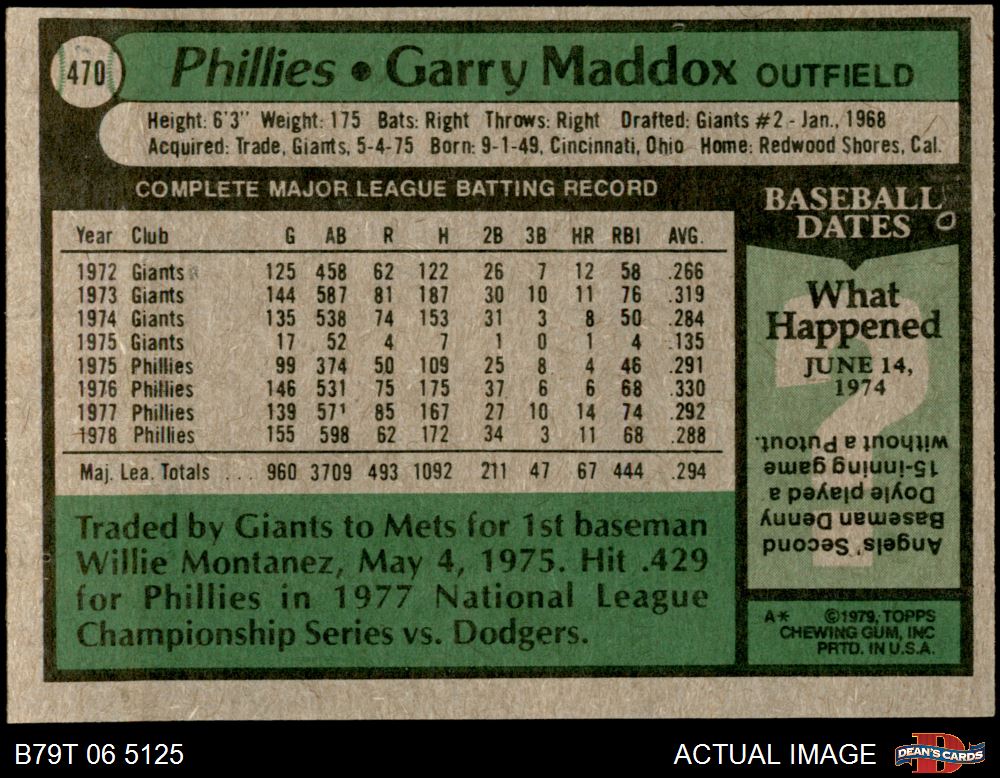 470
Phillies • Garry Maddox OUTFIELD
Height: 6'3" Weight: 175 Bats: Right Throws: Right Drafted: Giants #2 - Jan., 1968
Acquired: Trade, Giants, 5-4-75 Born: 9-1-49, Cincinnati, Ohio Home: Redwood Shores, Cal.
COMPLETE MAJOR LEAGUE BATTING RECORD
Year Club G AB R H 2B 3B HR RBI AVG.
1972 Giants 125 458 62 122 26 7 12 58 .266
1973 Giants 144 587 81 187 30 10 11 76 .319
1974 Giants 135 538 74 153 31 3 8 50 .284
1975 Giants 17 52 4 7 1 0 1 4 .135
1975 Phillies 99 374 50 109 25 8 4 46 .291
1976 Phillies 146 531 75 175 37 6 6 68 .330
1977 Phillies 139 571 85 167 27 10 14 74 .292
1978 Phillies 155 598 62 172 34 3 11 68 .288
Maj. Lea. Totals ... 960 3709 493 1092 211 47 67 444 .294
Traded by Giants to Mets for 1st baseman
Willie Montanez, May 4, 1975. Hit .429
for Phillies in 1977 National League
Championship Series vs. Dodgers.
BASEBALL
DATES
What
Happened
JUNE 14,
1974
?
Angels' Second
Baseman Denny
Doyle played a
15-inning game
without a Putout.
A* ©1979, TOPPS
CHEWING GUM, INC
PRTD. IN U.S.A.
B79T 06 5125
ACTUAL IMAGE
D
DEAN'S CARDS